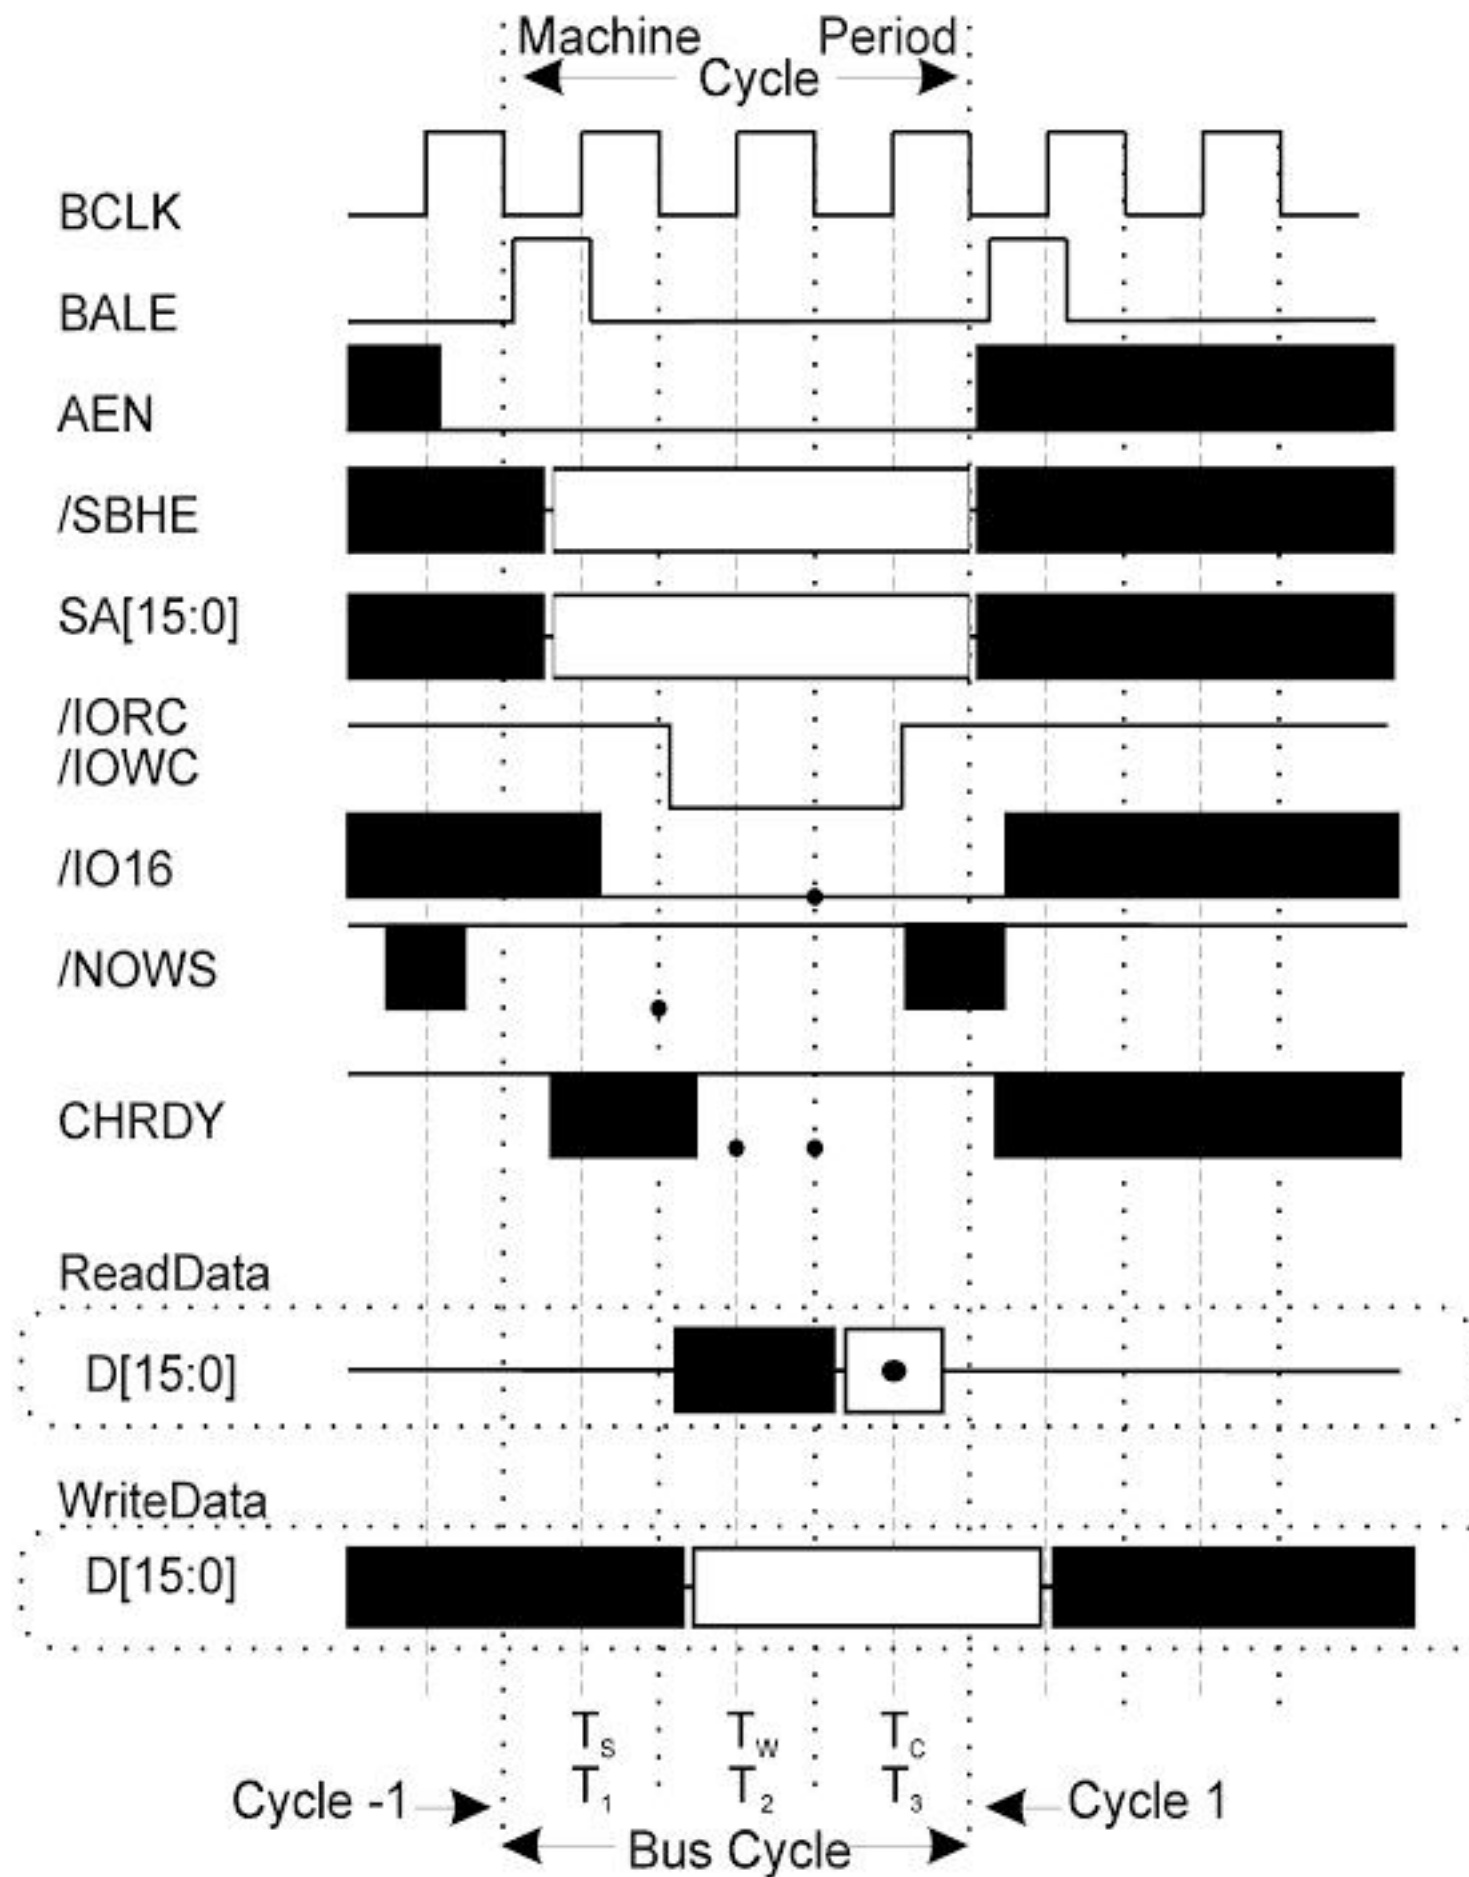 Machine Period
Cycle
BCLK
BALE
AEN
/SBHE
SA[15:0]
/IORC
/IOWC
/IO16
/NOWS
CHRDY
ReadData
D[15:0]
WriteData
D[15:0]
Ts Tw Tc
T1 T2 T3
Cycle -1 Cycle 1
Bus Cycle